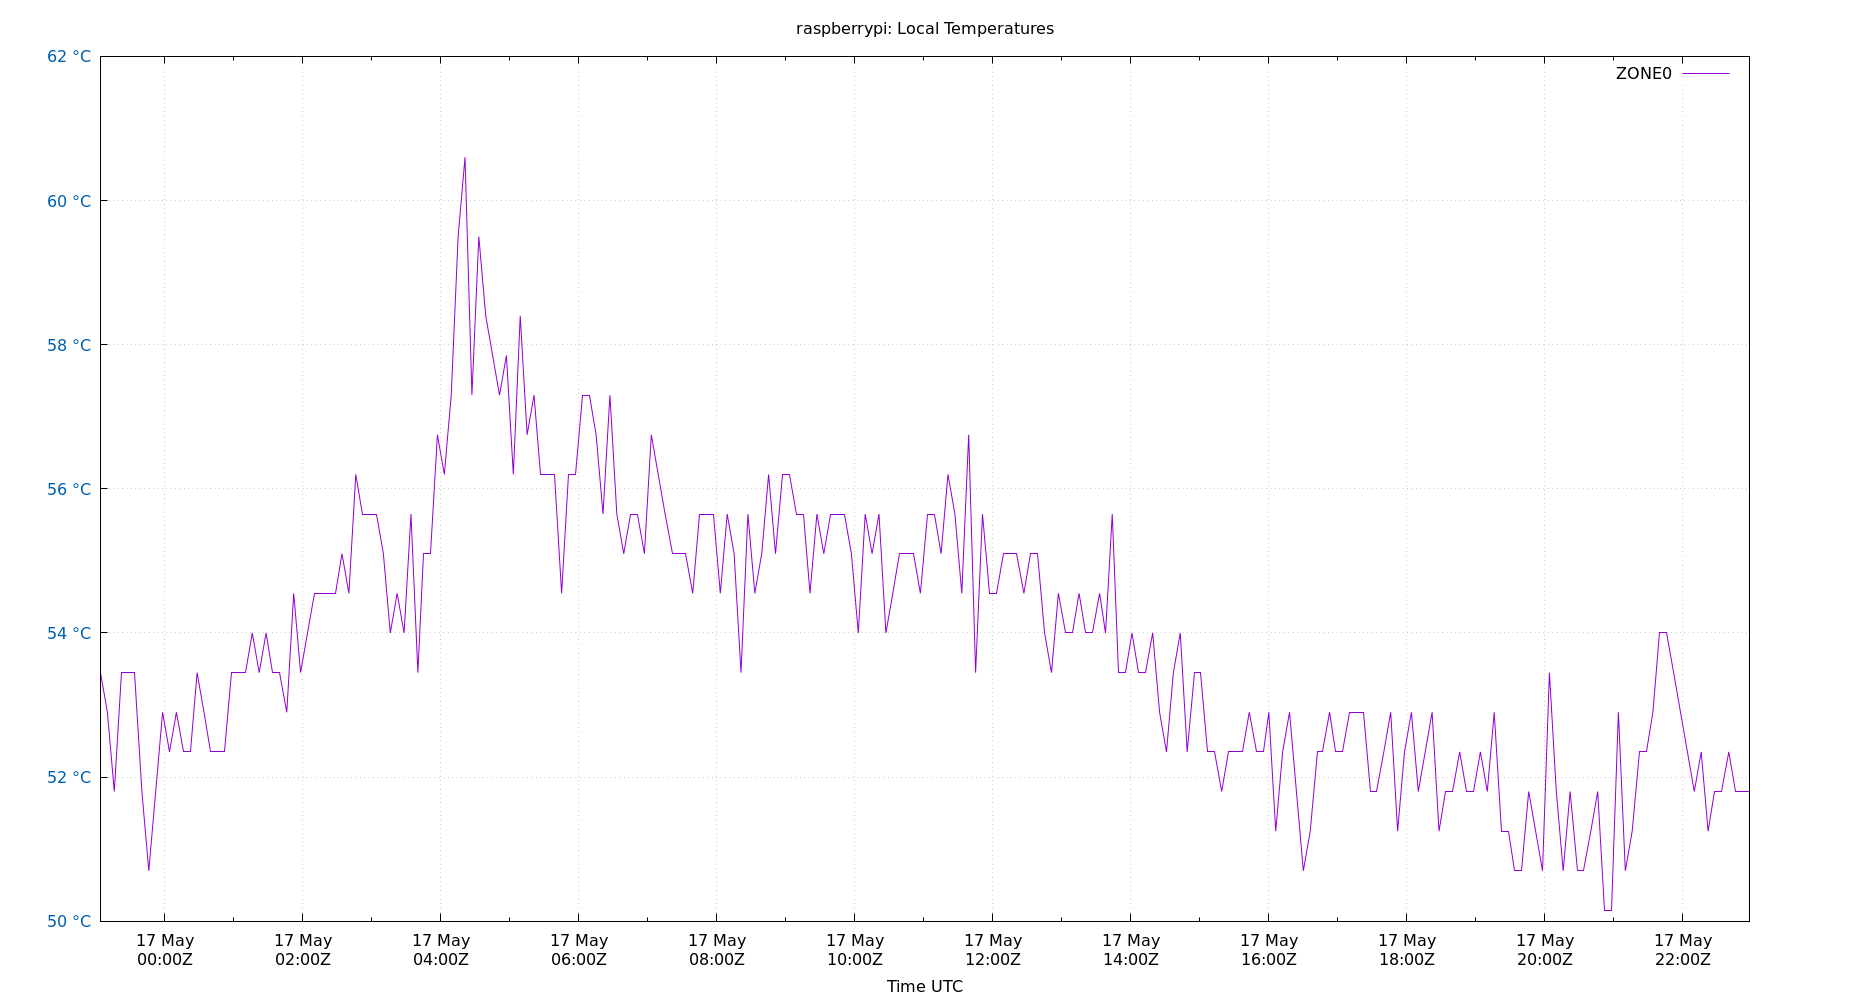 raspberrypi: Local Temperatures
62 °C
ZONE0
60 °C
58 °C
56 °C
54 °C
52 °C
50 °C
17 May 17 May 17 May 17 May 17 May 17 May 17 May 17 May 17 May 17 May 17 May 17 May
00:00Z 02:00Z 04:00Z 06:00Z 08:00Z 10:00Z 12:00Z 14:00Z 16:00Z 18:00Z 20:00Z 22:00Z
Time UTC